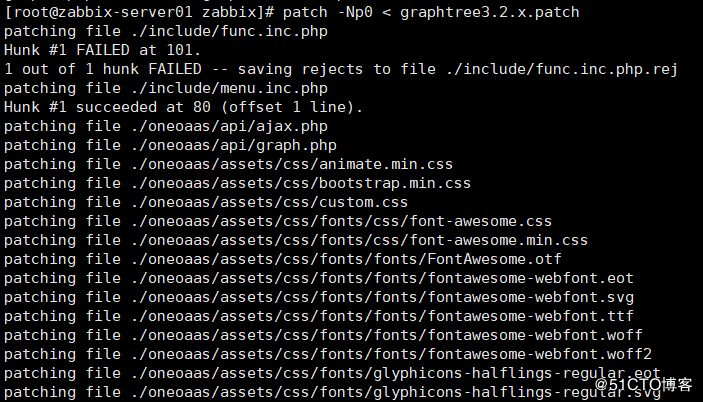 [root@zabbix-server01 zabbix]# patch -Np0 < graphtree3.2.x.patch
patching file ./include/func.inc.php
Hunk #1 FAILED at 101.
1 out of 1 hunk FAILED -- saving rejects to file ./include/func.inc.php.rej
patching file ./include/menu.inc.php
Hunk #1 succeeded at 80 (offset 1 line).
patching file ./oneoaas/api/ajax.php
patching file ./oneoaas/api/graph.php
patching file ./oneoaas/assets/css/animate.min.css
patching file ./oneoaas/assets/css/bootstrap.min.css
patching file ./oneoaas/assets/css/custom.css
patching file ./oneoaas/assets/css/fonts/css/font-awesome.css
patching file ./oneoaas/assets/css/fonts/css/font-awesome.min.css
patching file ./oneoaas/assets/css/fonts/fonts/FontAwesome.otf
patching file ./oneoaas/assets/css/fonts/fonts/fontawesome-webfont.eot
patching file ./oneoaas/assets/css/fonts/fonts/fontawesome-webfont.svg
patching file ./oneoaas/assets/css/fonts/fonts/fontawesome-webfont.ttf
patching file ./oneoaas/assets/css/fonts/fonts/fontawesome-webfont.woff
patching file ./oneoaas/assets/css/fonts/fonts/fontawesome-webfont.woff2
patching file ./oneoaas/assets/css/fonts/glyphicons-halflings-regular.eot
patching file ./oneoaas/assets/css/fonts/glyphicons-halflings-regular.svg
@51CTO博客